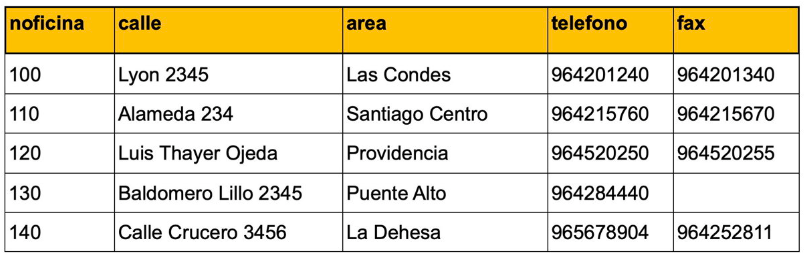 noficina calle area telefono fax
100 Lyon 2345 Las Condes 964201240 964201340
110 Alameda 234 Santiago Centro 964215760 964215670
120 Luis Thayer Ojeda Providencia 964520250 964520255
130 Baldomero Lillo 2345 Puente Alto 964284440
140 Calle Crucero 3456 La Dehesa 965678904 964252811